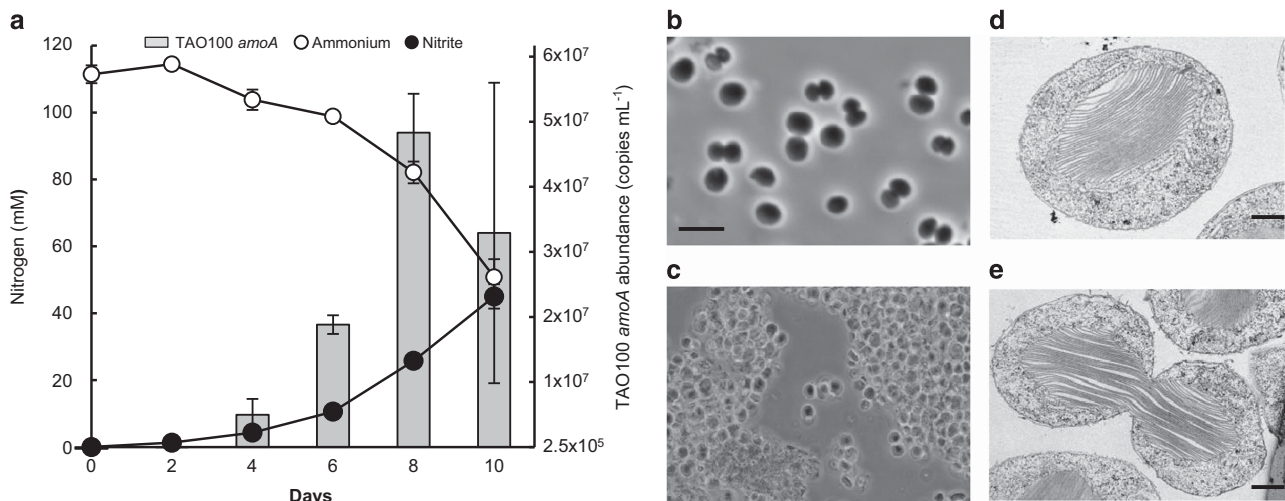 a
TAO100 amoA
Ammonium
Nitrite
Nitrogen (mM)
120
100
80
60
40
20
0
0 2 4 6 8 10
Days
6x10⁷
5x10⁷
4x10⁷
3x10⁷
2x10⁷
1x10⁷
2.5x10⁵
TAO100 amoA abundance (copies mL⁻¹)
b
c
d
e